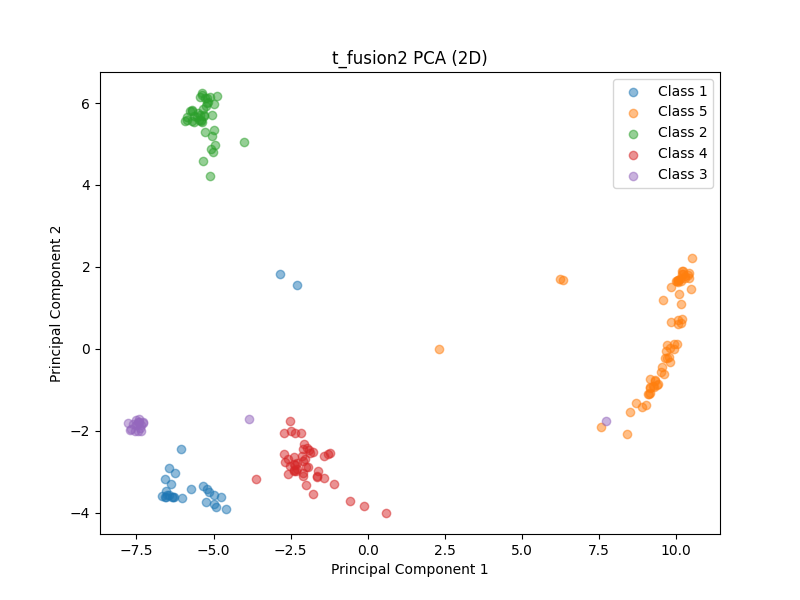 t_fusion2 PCA (2D)
Class 1
Class 5
Class 2
Class 4
Class 3
6
4
2
0
−2
−4
Principal Component 2
−7.5
−5.0
−2.5
0.0
2.5
5.0
7.5
10.0
Principal Component 1